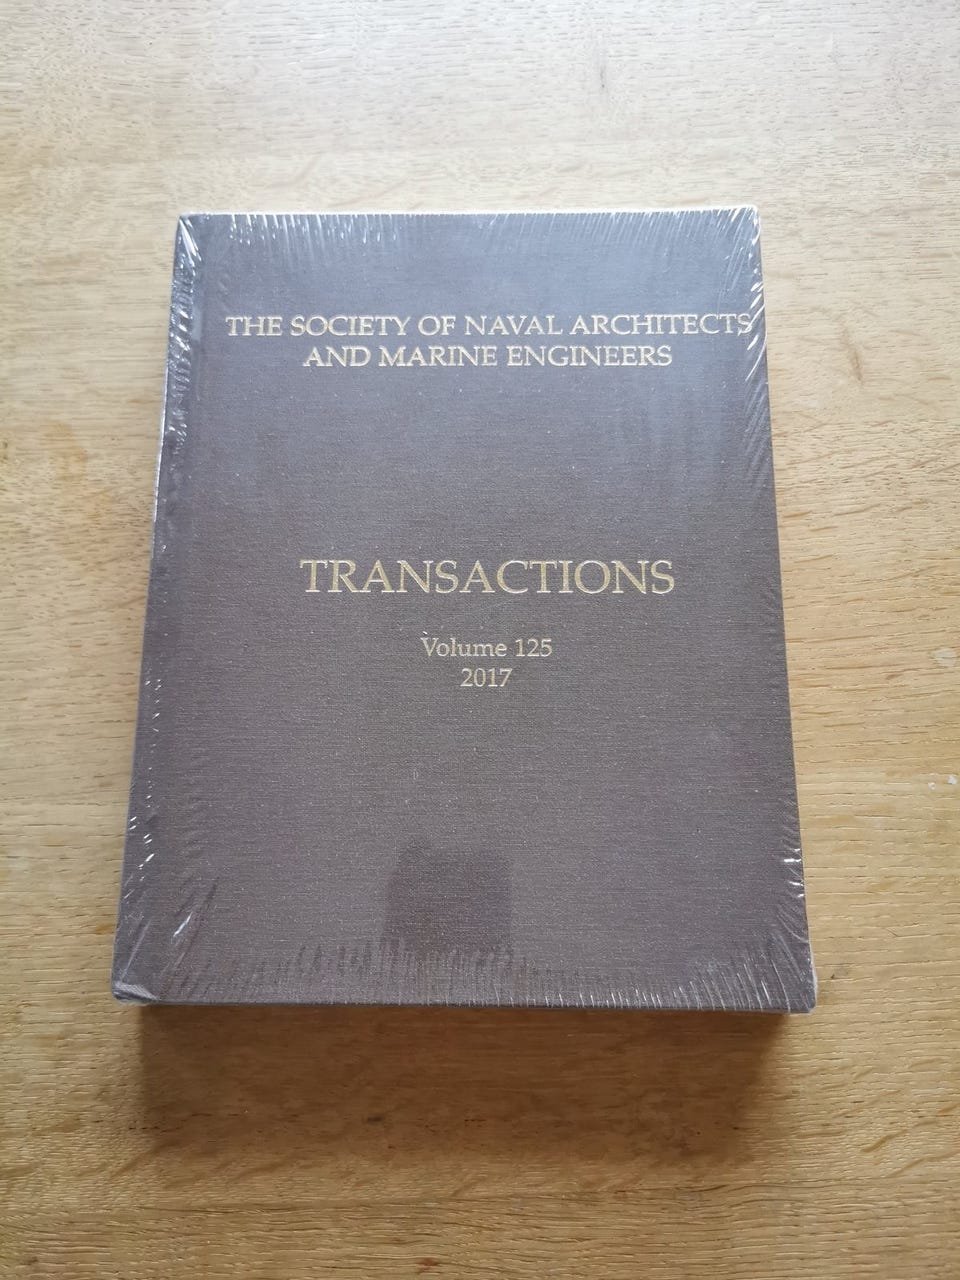 THE SOCIETY OF NAVAL ARCHITECTS
AND MARINE ENGINEERS
TRANSACTIONS
Volume 125
2017